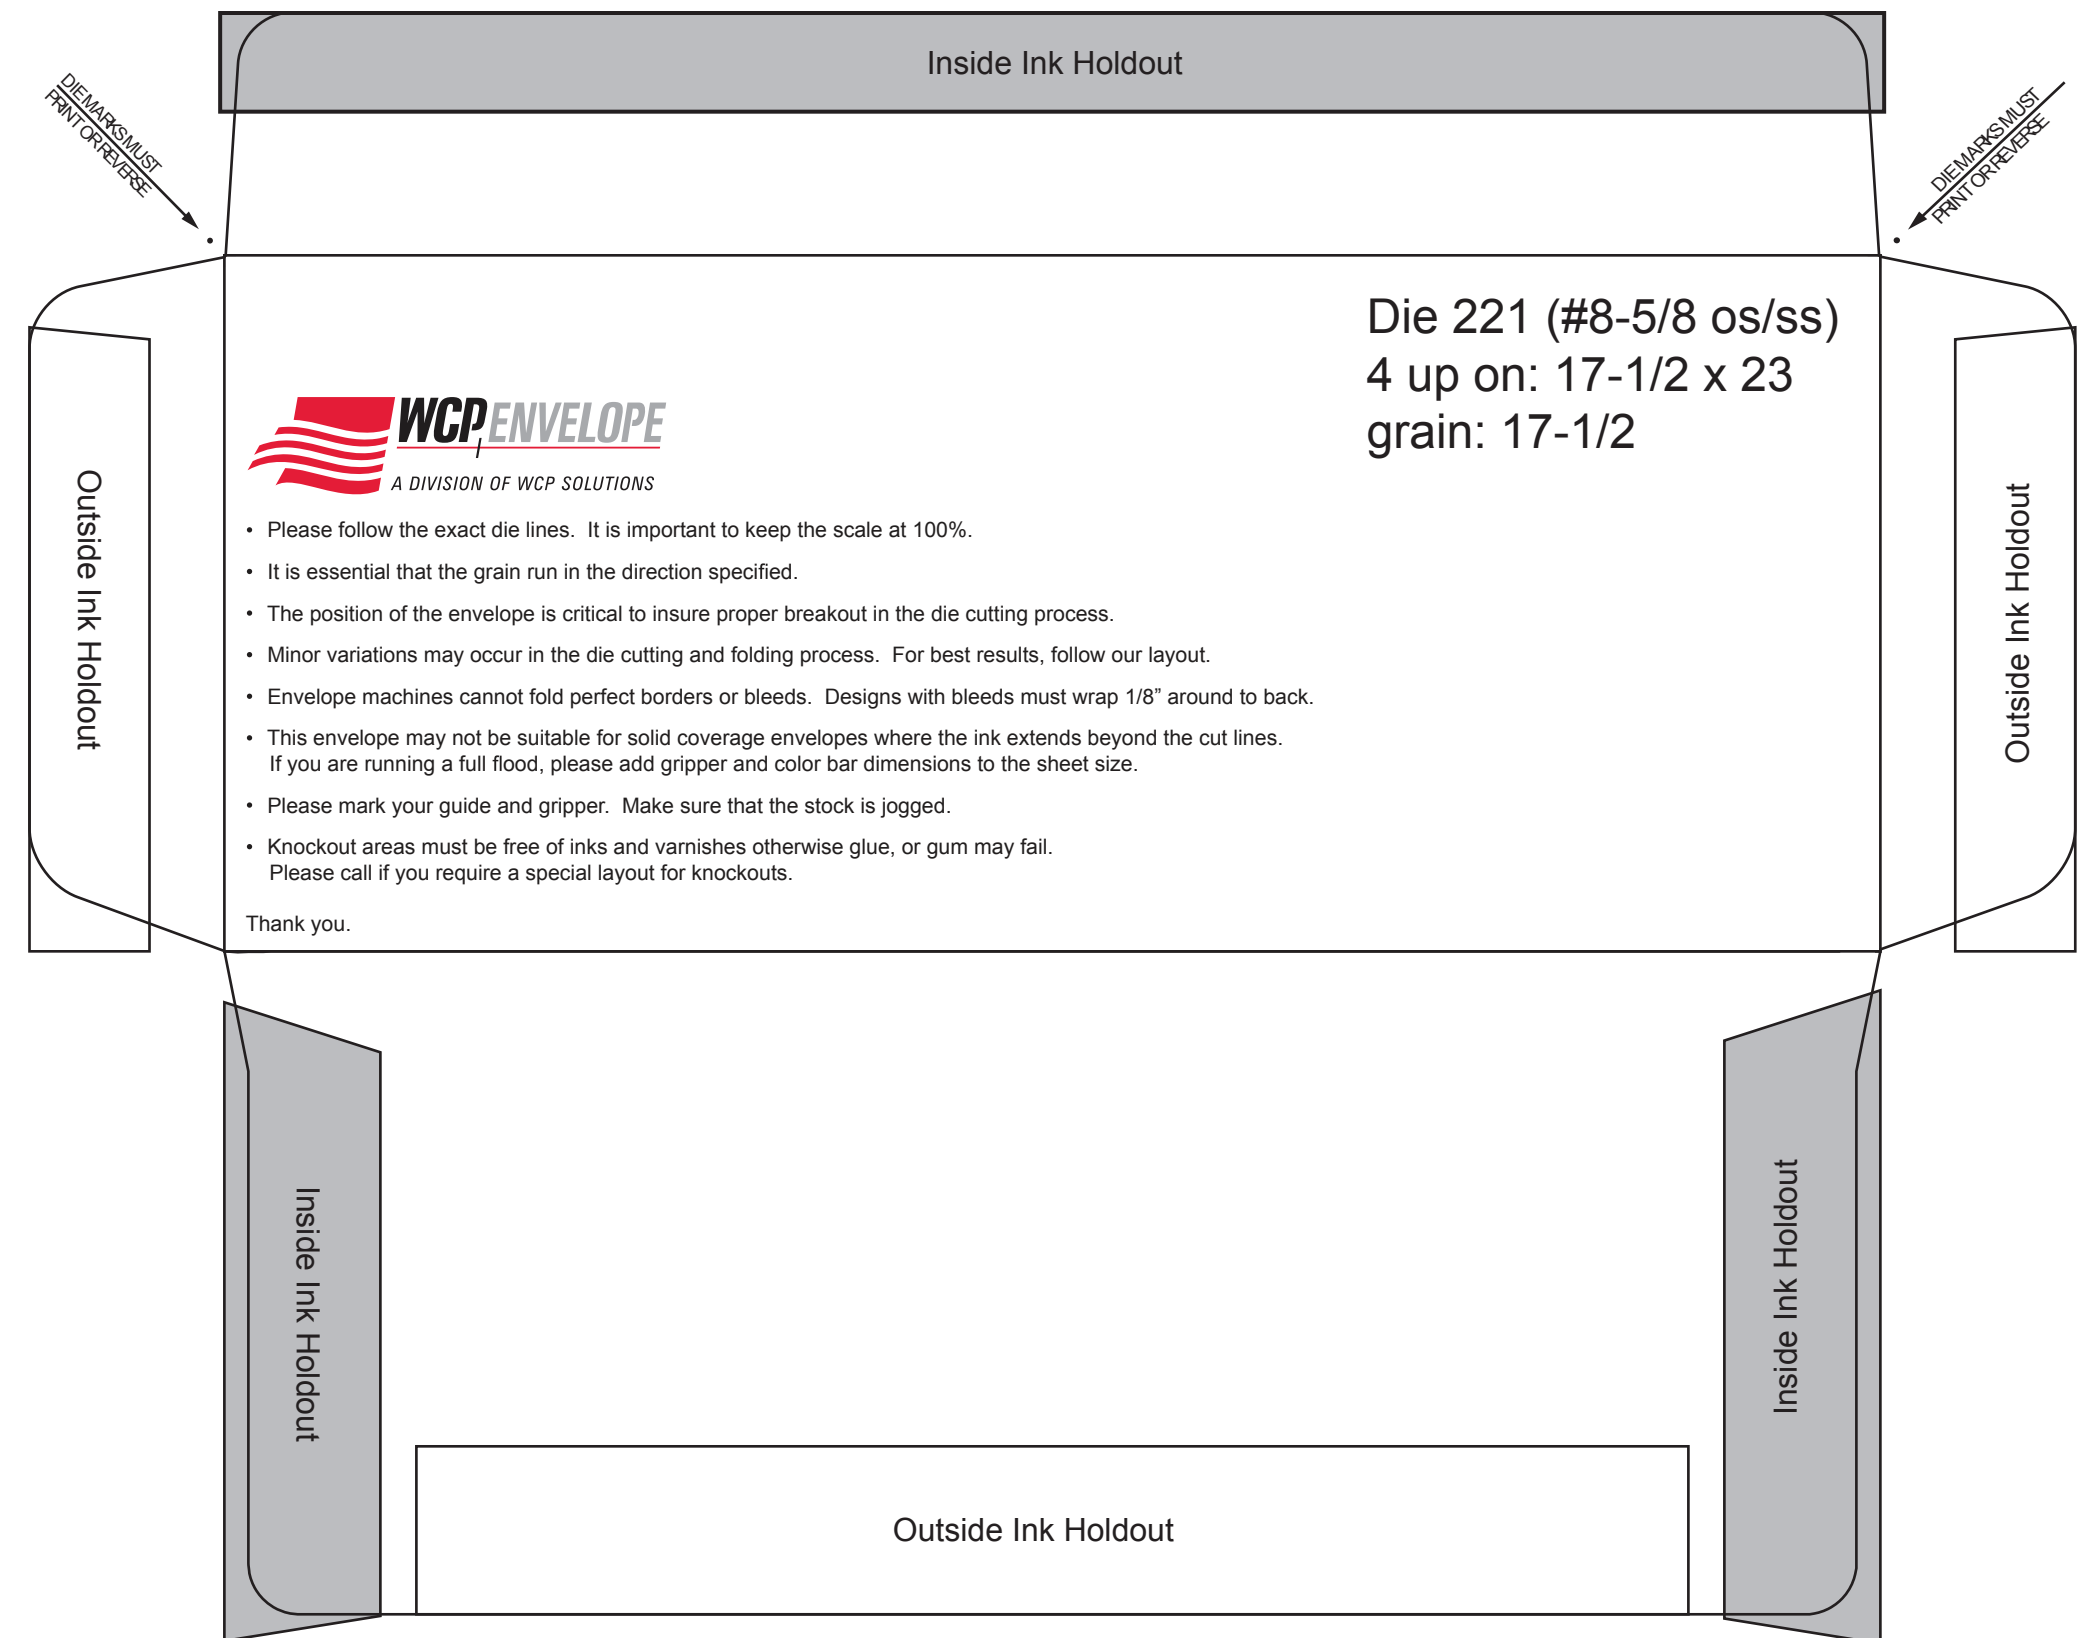 Inside Ink Holdout
DIE MARKS MUST
PRINT OR REVERSE
DIE MARKS MUST
PRINT OR REVERSE
Die 221 (#8-5/8 os/ss)
4 up on: 17-1/2 x 23
grain: 17-1/2
WCP ENVELOPE
A DIVISION OF WCP SOLUTIONS
• Please follow the exact die lines.  It is important to keep the scale at 100%.
• It is essential that the grain run in the direction specified.
• The position of the envelope is critical to insure proper breakout in the die cutting process.
• Minor variations may occur in the die cutting and folding process.  For best results, follow our layout.
• Envelope machines cannot fold perfect borders or bleeds.  Designs with bleeds must wrap 1/8” around to back.
• This envelope may not be suitable for solid coverage envelopes where the ink extends beyond the cut lines.
If you are running a full flood, please add gripper and color bar dimensions to the sheet size.
• Please mark your guide and gripper.  Make sure that the stock is jogged.
• Knockout areas must be free of inks and varnishes otherwise glue, or gum may fail.
Please call if you require a special layout for knockouts.
Thank you.
Outside Ink Holdout
Outside Ink Holdout
Inside Ink Holdout
Inside Ink Holdout
Outside Ink Holdout